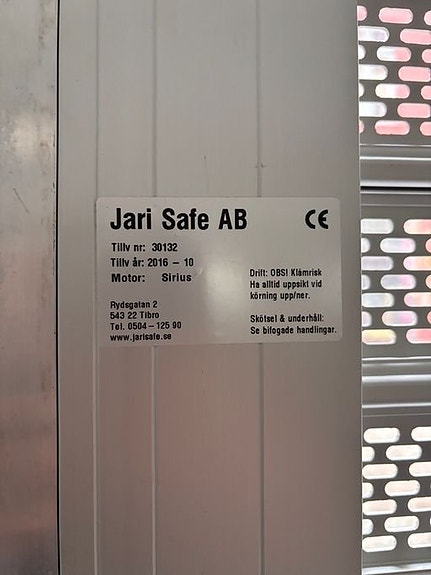 Jari Safe AB
CE
Tillv nr: 30132
Tillv år: 2016 – 10
Motor: Sirius
Rydsgatan 2
543 22 Tibro
Tel. 0504–125 90
www.jarisafe.se
Drift: OBS! Klämrisk
Ha alltid uppsikt vid
körning upp/ner.
Skötsel & underhåll:
Se bifogade handlingar.